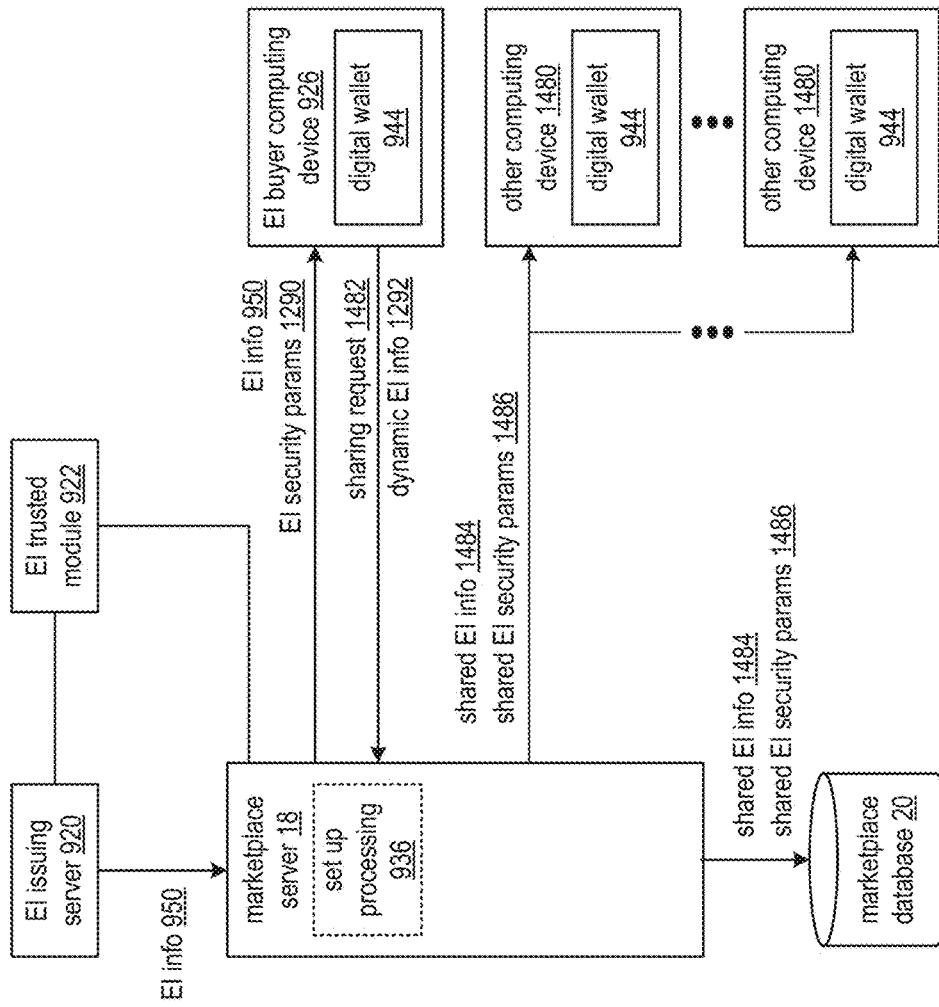 EI issuing
server 920
EI trusted
module 922
EI info 950
marketplace
server 18
set up
processing
936
EI info 950
EI security params 1290
sharing request 1482
dynamic EI info 1292
EI buyer computing
device 926
digital wallet
944
shared EI info 1484
shared EI security params 1486
other computing
device 1480
digital wallet
944
other computing
device 1480
digital wallet
944
shared EI info 1484
shared EI security params 1486
marketplace
database 20